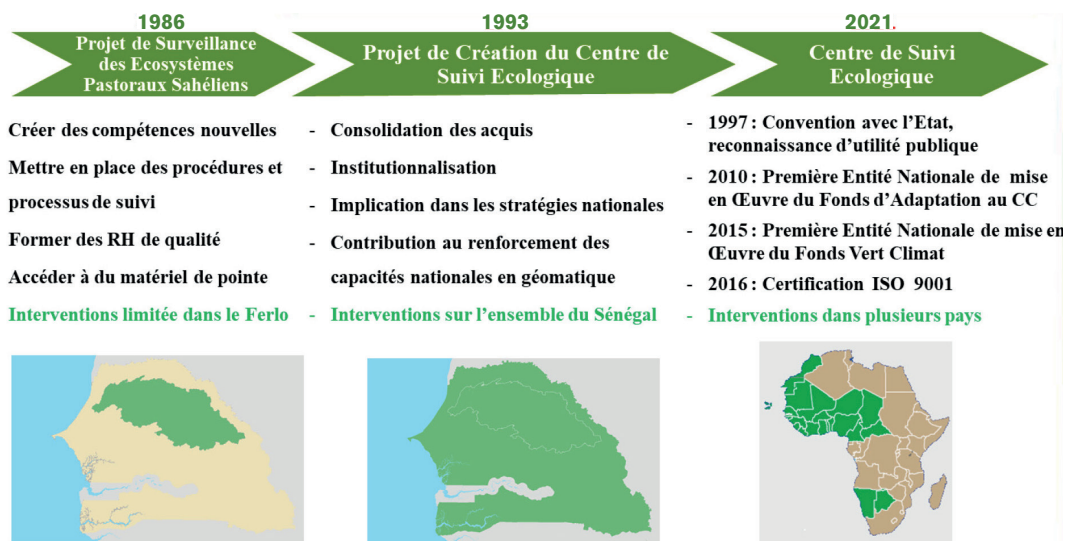 1986
Projet de Surveillance
des Ecosystèmes
Pastoraux Sahéliens
Créer des compétences nouvelles
Mettre en place des procédures et
processus de suivi
Former des RH de qualité
Accéder à du matériel de pointe
Interventions limitée dans le Ferlo
1993
Projet de Création du Centre de
Suivi Ecologique
- Consolidation des acquis
- Institutionnalisation
- Implication dans les stratégies nationales
- Contribution au renforcement des
capacités nationales en géomatique
- Interventions sur l’ensemble du Sénégal
2021.
Centre de Suivi
Ecologique
- 1997 : Convention avec l’Etat,
reconnaissance d’utilité publique
- 2010 : Première Entité Nationale de mise
en Œuvre du Fonds d’Adaptation au CC
- 2015 : Première Entité Nationale de mise en
Œuvre du Fonds Vert Climat
- 2016 : Certification ISO 9001
- Interventions dans plusieurs pays